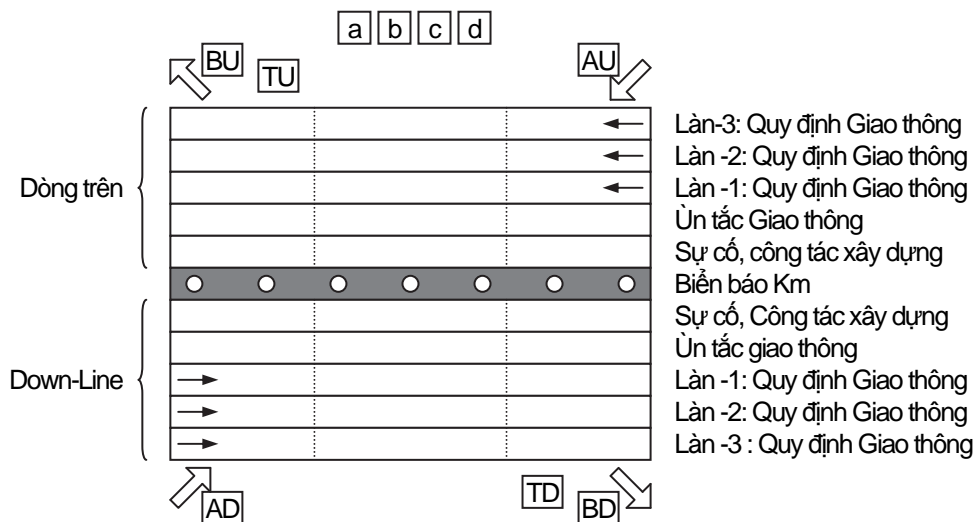 a b c d
BU TU AU
Làn-3: Quy định Giao thông
Làn -2: Quy định Giao thông
Dòng trên Làn -1: Quy định Giao thông
Ùn tắc Giao thông
Sự cố, công tác xây dựng
Biển báo Km
Sự cố, Công tác xây dựng
Ùn tắc giao thông
Down-Line Làn -1: Quy định Giao thông
Làn -2: Quy định Giao thông
Làn -3 : Quy định Giao thông
AD TD BD